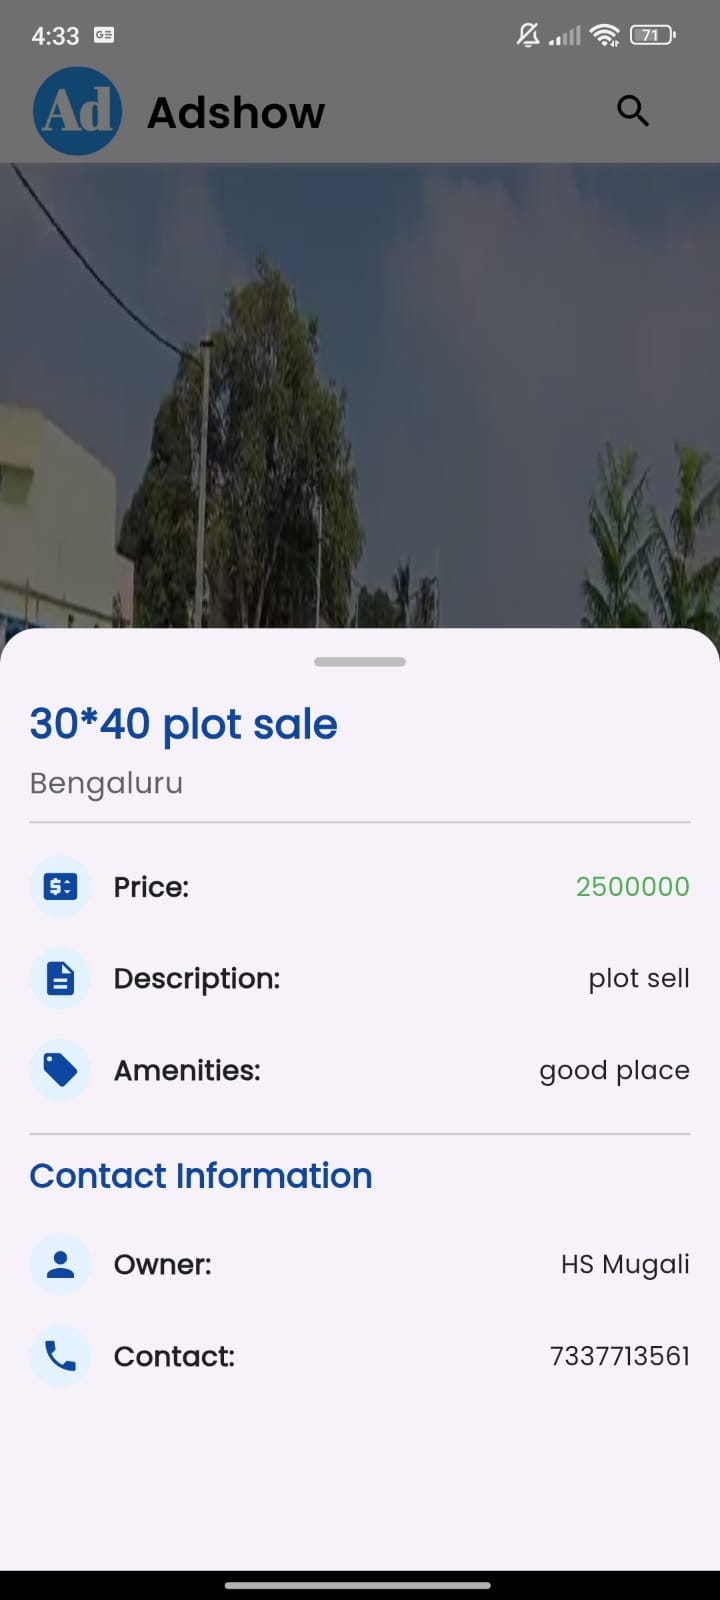 4:33
GE
71
Ad Adshow
30*40 plot sale
Bengaluru
Price: 2500000
Description: plot sell
Amenities: good place
Contact Information
Owner: HS Mugali
Contact: 7337713561